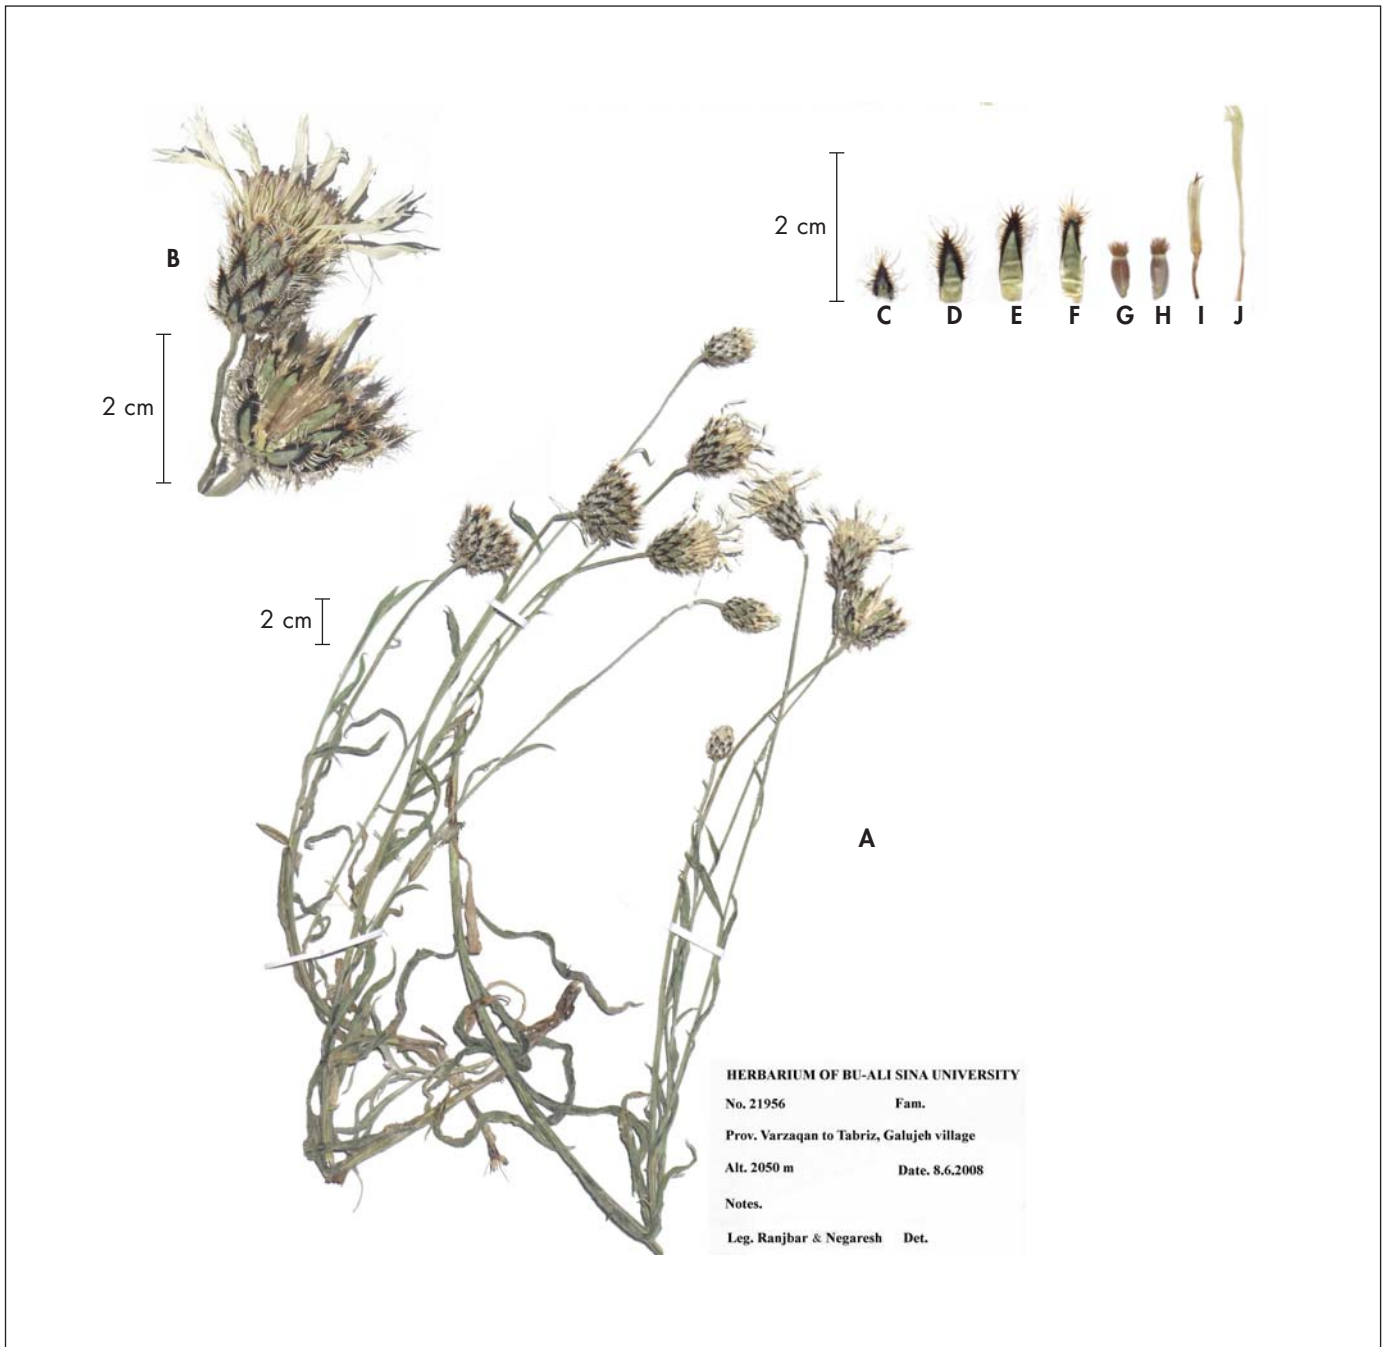 B
2 cm
2 cm
C D E F G H I J
2 cm
A
HERBARIUM OF BU-ALI SINA UNIVERSITY
No. 21956 Fam.
Prov. Varzaqan to Tabriz, Galujeh village
Alt. 2050 m Date. 8.6.2008
Notes.
Leg. Ranjbar & Negaresh Det.